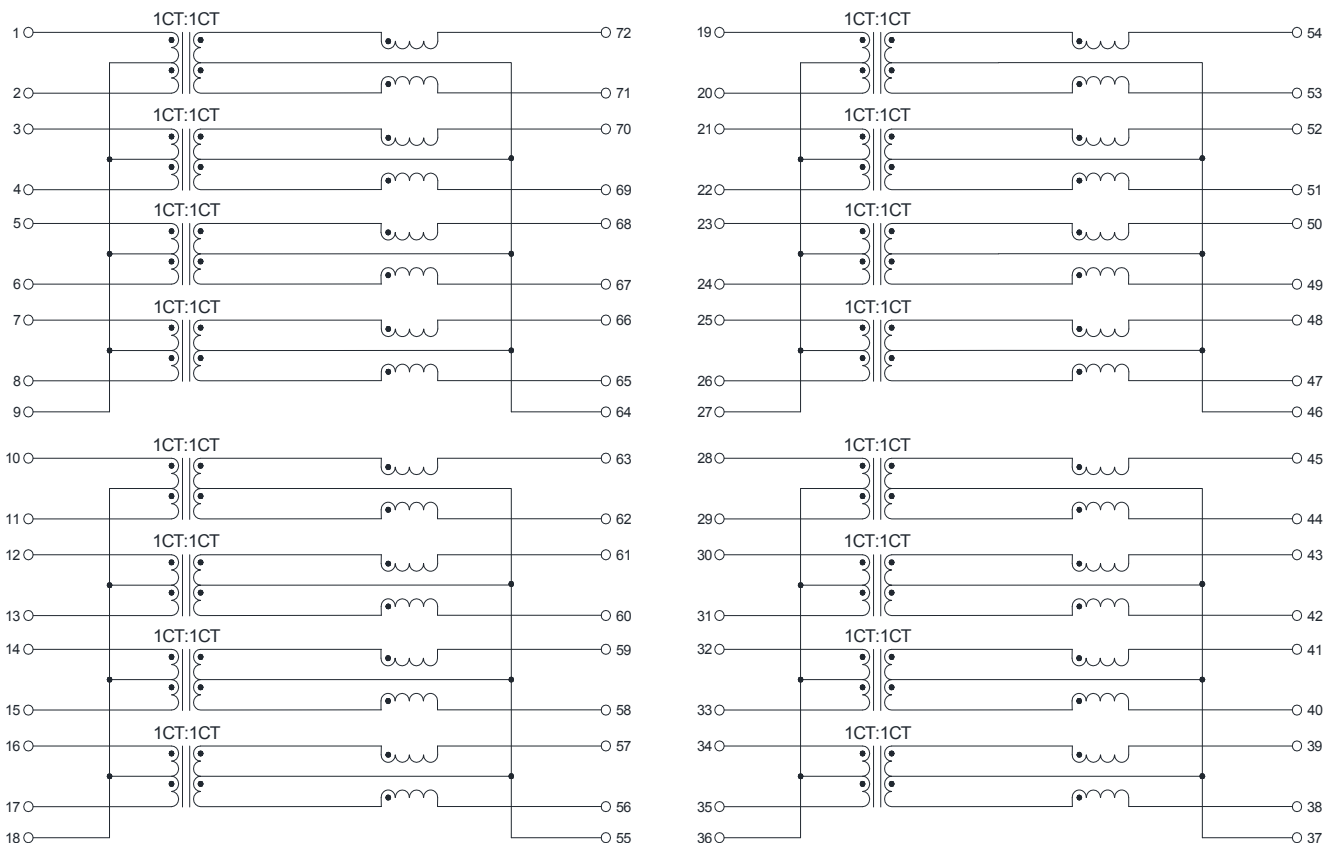 1CT:1CT 1CT:1CT
1 72 19 54
2 71 20 53
1CT:1CT 1CT:1CT
3 70 21 52
4 69 22 51
1CT:1CT 1CT:1CT
5 68 23 50
6 67 24 49
1CT:1CT 1CT:1CT
7 66 25 48
8 65 26 47
9 64 27 46
1CT:1CT 1CT:1CT
10 63 28 45
11 62 29 44
1CT:1CT 1CT:1CT
12 61 30 43
13 60 31 42
1CT:1CT 1CT:1CT
14 59 32 41
15 58 33 40
1CT:1CT 1CT:1CT
16 57 34 39
17 56 35 38
18 55 36 37